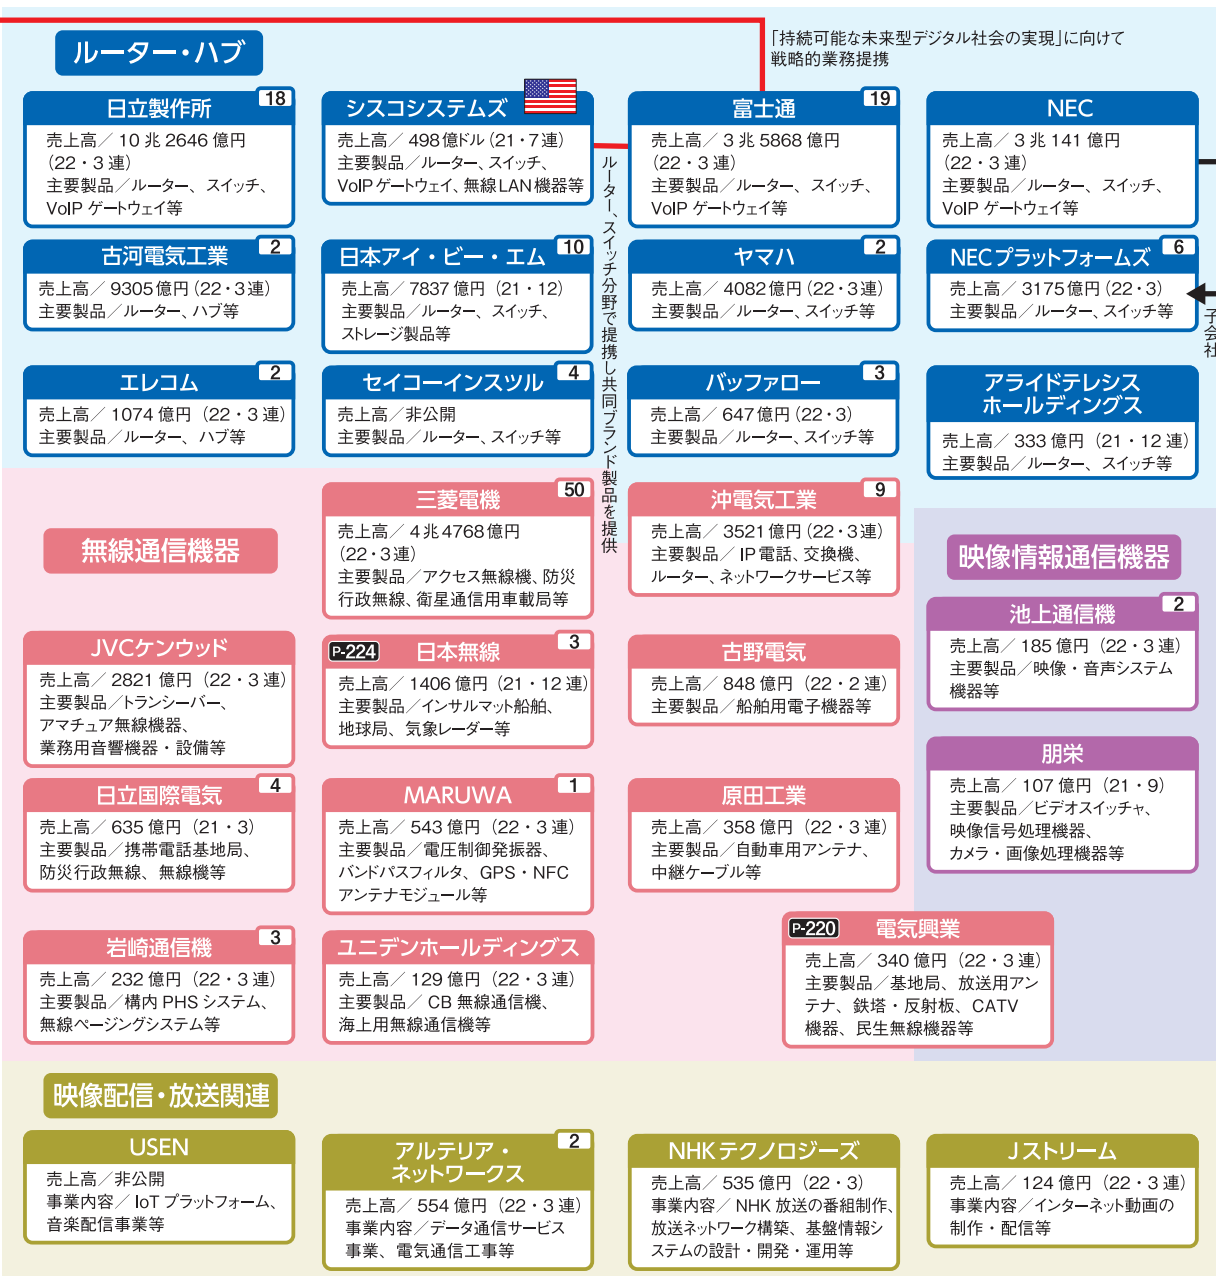 「持続可能な未来型デジタル社会の実現」に向けて
戦略的業務提携
ルーター・ハブ
日立製作所
18
売上高／10兆2646億円
（22・3連）
主要製品／ルーター、スイッチ、
VoIPゲートウェイ等
シスコシステムズ
売上高／498億ドル（21・7連）
主要製品／ルーター、スイッチ、
VoIPゲートウェイ、無線LAN機器等
富士通
19
売上高／3兆5868億円
（22・3連）
主要製品／ルーター、スイッチ、
VoIPゲートウェイ等
NEC
売上高／3兆141億円
（22・3連）
主要製品／ルーター、スイッチ、
VoIPゲートウェイ等
ルーター、スイッチ分野で提携し共同ブランド製品を提供
古河電気工業
2
売上高／9305億円（22・3連）
主要製品／ルーター、ハブ等
日本アイ・ビー・エム
10
売上高／7837億円（21・12）
主要製品／ルーター、スイッチ、
ストレージ製品等
ヤマハ
2
売上高／4082億円（22・3連）
主要製品／ルーター、スイッチ等
NECプラットフォームズ
6
売上高／3175億円（22・3）
主要製品／ルーター、スイッチ等
子会社
エレコム
2
売上高／1074億円（22・3連）
主要製品／ルーター、ハブ等
セイコーインスツル
4
売上高／非公開
主要製品／ルーター、スイッチ等
バッファロー
3
売上高／647億円（22・3）
主要製品／ルーター、スイッチ等
アライドテレシス
ホールディングス
売上高／333億円（21・12連）
主要製品／ルーター、スイッチ等
無線通信機器
三菱電機
50
売上高／4兆4768億円
（22・3連）
主要製品／アクセス無線機、防災
行政無線、衛星通信用車載局等
沖電気工業
9
売上高／3521億円（22・3連）
主要製品／IP電話、交換機、
ルーター、ネットワークサービス等
JVCケンウッド
売上高／2821億円（22・3連）
主要製品／トランシーバー、
アマチュア無線機器、
業務用音響機器・設備等
P-224
日本無線
3
売上高／1406億円（21・12連）
主要製品／インサルマット船舶、
地球局、気象レーダー等
古野電気
売上高／848億円（22・2連）
主要製品／船舶用電子機器等
日立国際電気
4
売上高／635億円（21・3）
主要製品／携帯電話基地局、
防災行政無線、無線機等
MARUWA
1
売上高／543億円（22・3連）
主要製品／電圧制御発振器、
バンドパスフィルタ、GPS・NFC
アンテナモジュール等
原田工業
売上高／358億円（22・3連）
主要製品／自動車用アンテナ、
中継ケーブル等
岩崎通信機
3
売上高／232億円（22・3連）
主要製品／構内PHSシステム、
無線ページングシステム等
ユニデンホールディングス
売上高／129億円（22・3連）
主要製品／CB無線通信機、
海上用無線通信機等
P-220
電気興業
売上高／340億円（22・3連）
主要製品／基地局、放送用アン
テナ、鉄塔・反射板、CATV
機器、民生無線機器等
映像情報通信機器
池上通信機
2
売上高／185億円（22・3連）
主要製品／映像・音声システム
機器等
朋栄
売上高／107億円（21・9）
主要製品／ビデオスイッチャ、
映像信号処理機器、
カメラ・画像処理機器等
映像配信・放送関連
USEN
売上高／非公開
事業内容／IoTプラットフォーム、
音楽配信事業等
アルテリア・
ネットワークス
2
売上高／554億円（22・3連）
事業内容／データ通信サービス
事業、電気通信工事等
NHKテクノロジーズ
売上高／535億円（22・3）
事業内容／NHK放送の番組制作、
放送ネットワーク構築、基盤情報シ
ステムの設計・開発・運用等
Jストリーム
売上高／124億円（22・3連）
事業内容／インターネット動画の
制作・配信等